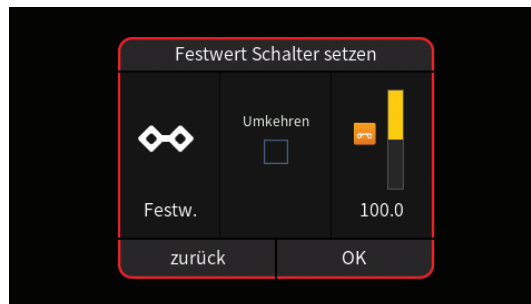 Festwert Schalter setzen
Umkehren
Festw.
100.0
zurück
OK